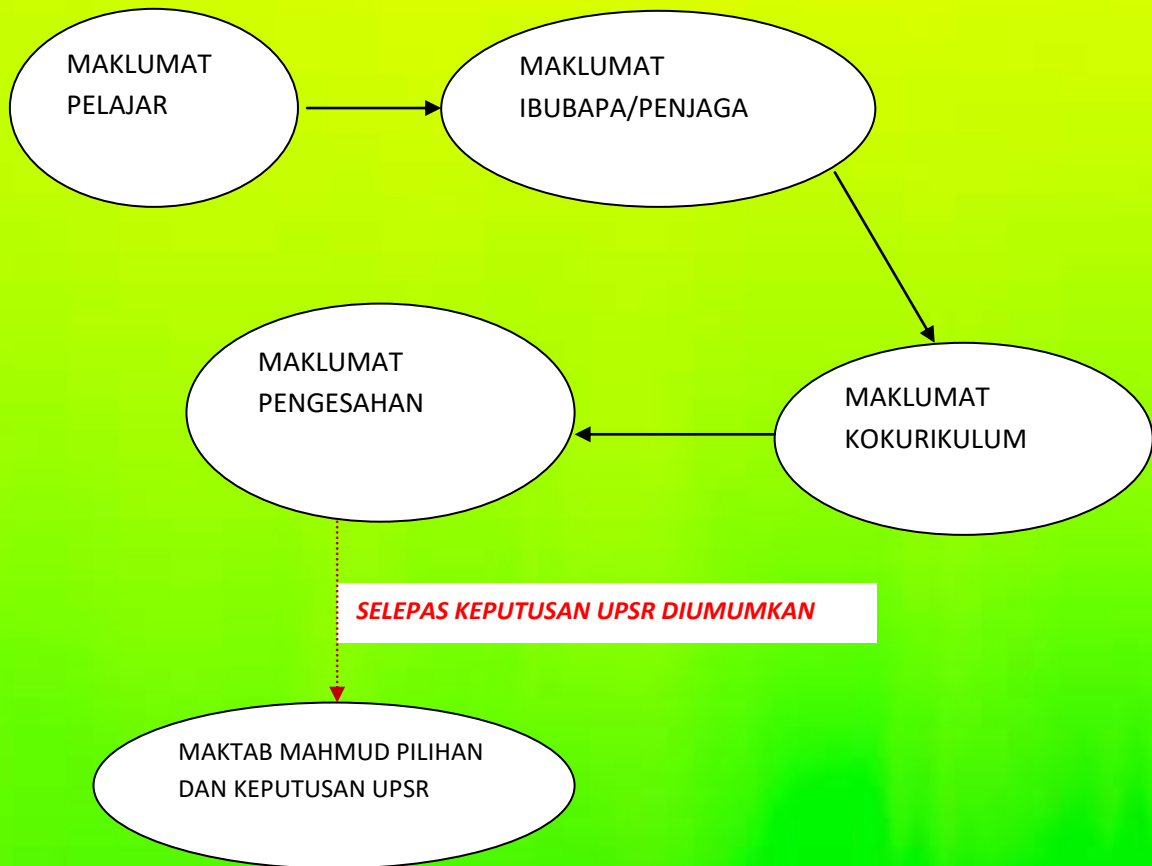 MAKLUMAT
PELAJAR
MAKLUMAT
IBUBAPA/PENJAGA
MAKLUMAT
KOKURIKULUM
MAKLUMAT
PENGESAHAN
SELEPAS KEPUTUSAN UPSR DIUMUMKAN
MAKTAB MAHMUD PILIHAN
DAN KEPUTUSAN UPSR